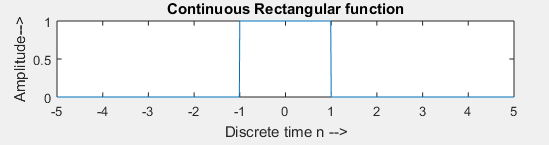 Continuous Rectangular function
Amplitude-->
1
0.5
0
-5 -4 -3 -2 -1 0 1 2 3 4 5
Discrete time n -->